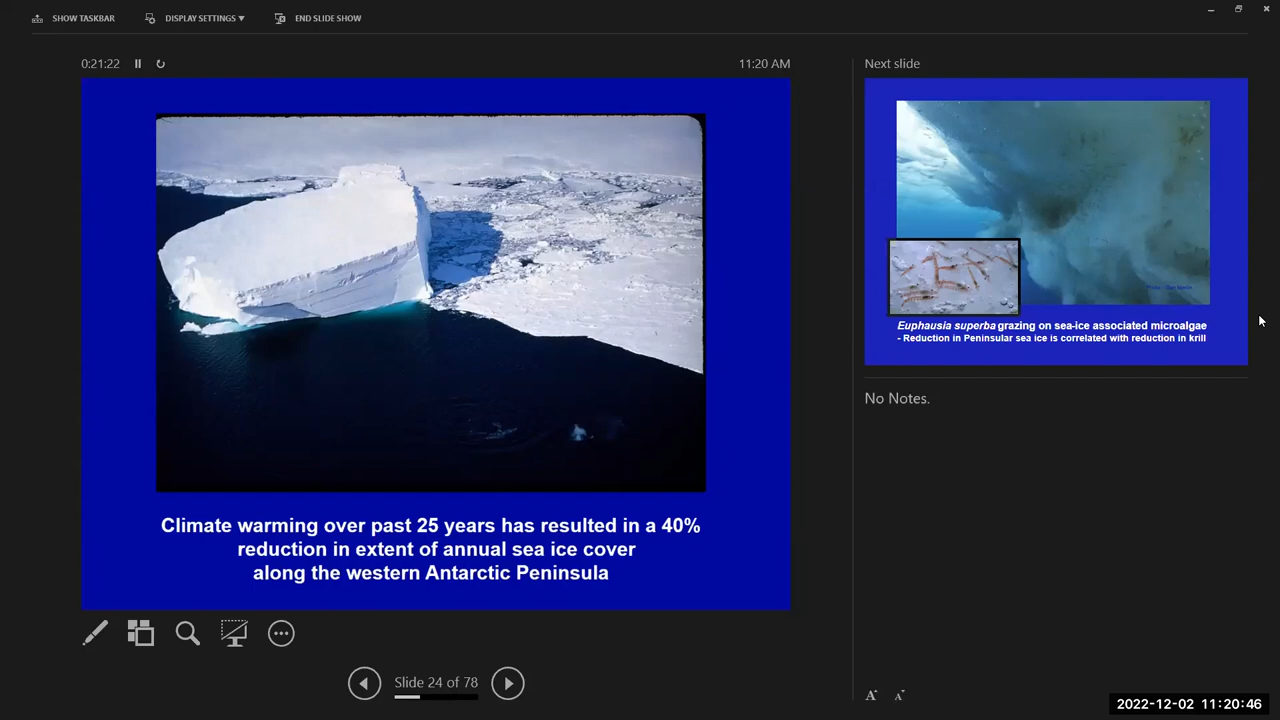 SHOW TASKBAR
DISPLAY SETTINGS ▼
END SLIDE SHOW
0:21:22
11:20 AM
Climate warming over past 25 years has resulted in a 40%
reduction in extent of annual sea ice cover
along the western Antarctic Peninsula
Slide 24 of 78
Next slide
Euphausia superba grazing on sea-ice associated microalgae
- Reduction in Peninsular sea ice is correlated with reduction in krill
No Notes.
A
A
2022-12-02 11:20:46